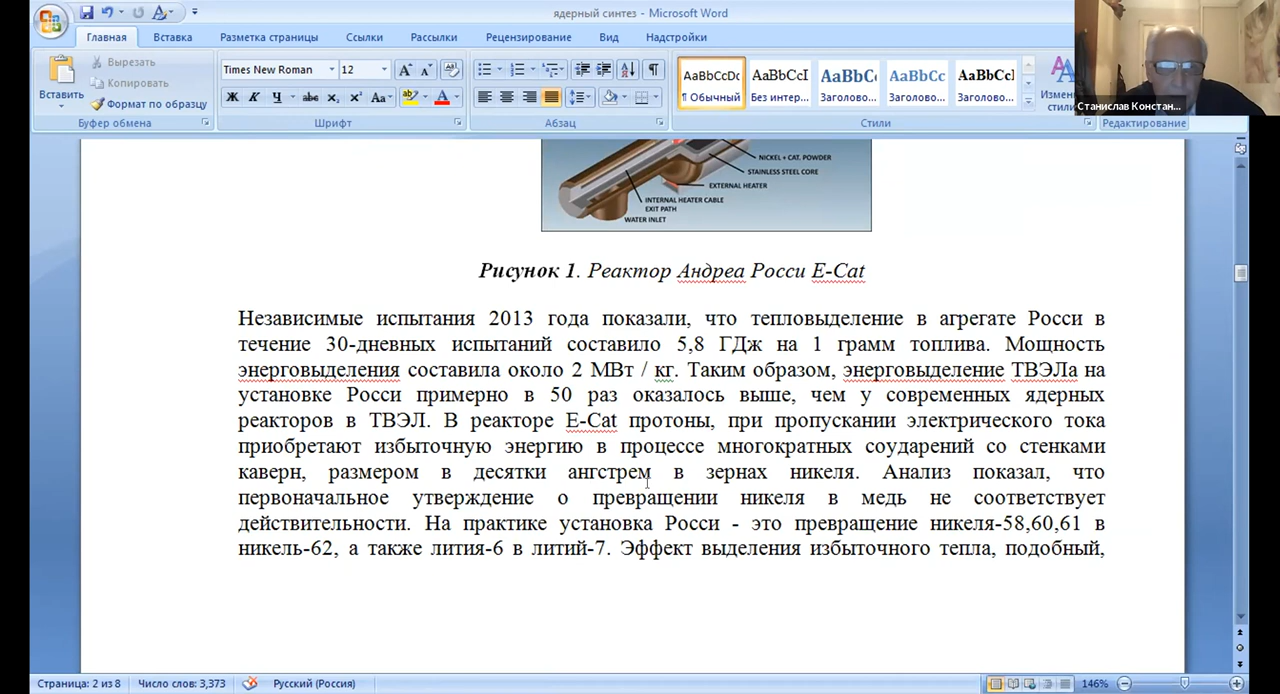 ядерный синтез - Microsoft Word
Главная Вставка Разметка страницы Ссылки Рассылки Рецензирование Вид Надстройки
Вставить
Вырезать
Копировать
Формат по образцу
Буфер обмена
Times New Roman 12
Шрифт
Абзац
AaBbCcDc AaBbCcI AaBbC AaBbCc AaBbCcl
¶ Обычный Без интер... Заголово... Заголово... Заголово...
Стили
Измен
стили
Редактирование
Станислав Констан...
NICKEL + CAT. POWDER
STAINLESS STEEL CORE
EXTERNAL HEATER
INTERNAL HEATER CABLE
EXIT PATH
WATER INLET
Рисунок 1. Реактор Андреа Росси E-Cat
Независимые испытания 2013 года показали, что тепловыделение в агрегате Росси в
течение 30-дневных испытаний составило 5,8 ГДж на 1 грамм топлива. Мощность
энерговыделения составила около 2 МВт / кг. Таким образом, энерговыделение ТВЭЛа на
установке Росси примерно в 50 раз оказалось выше, чем у современных ядерных
реакторов в ТВЭЛ. В реакторе E-Cat протоны, при пропускании электрического тока
приобретают избыточную энергию в процессе многократных соударений со стенками
каверн, размером в десятки ангстрем в зернах никеля. Анализ показал, что
первоначальное утверждение о превращении никеля в медь не соответствует
действительности. На практике установка Росси - это превращение никеля-58,60,61 в
никель-62, а также лития-6 в литий-7. Эффект выделения избыточного тепла, подобный,
Страница: 2 из 8 Число слов: 3,373 Русский (Россия) 146%